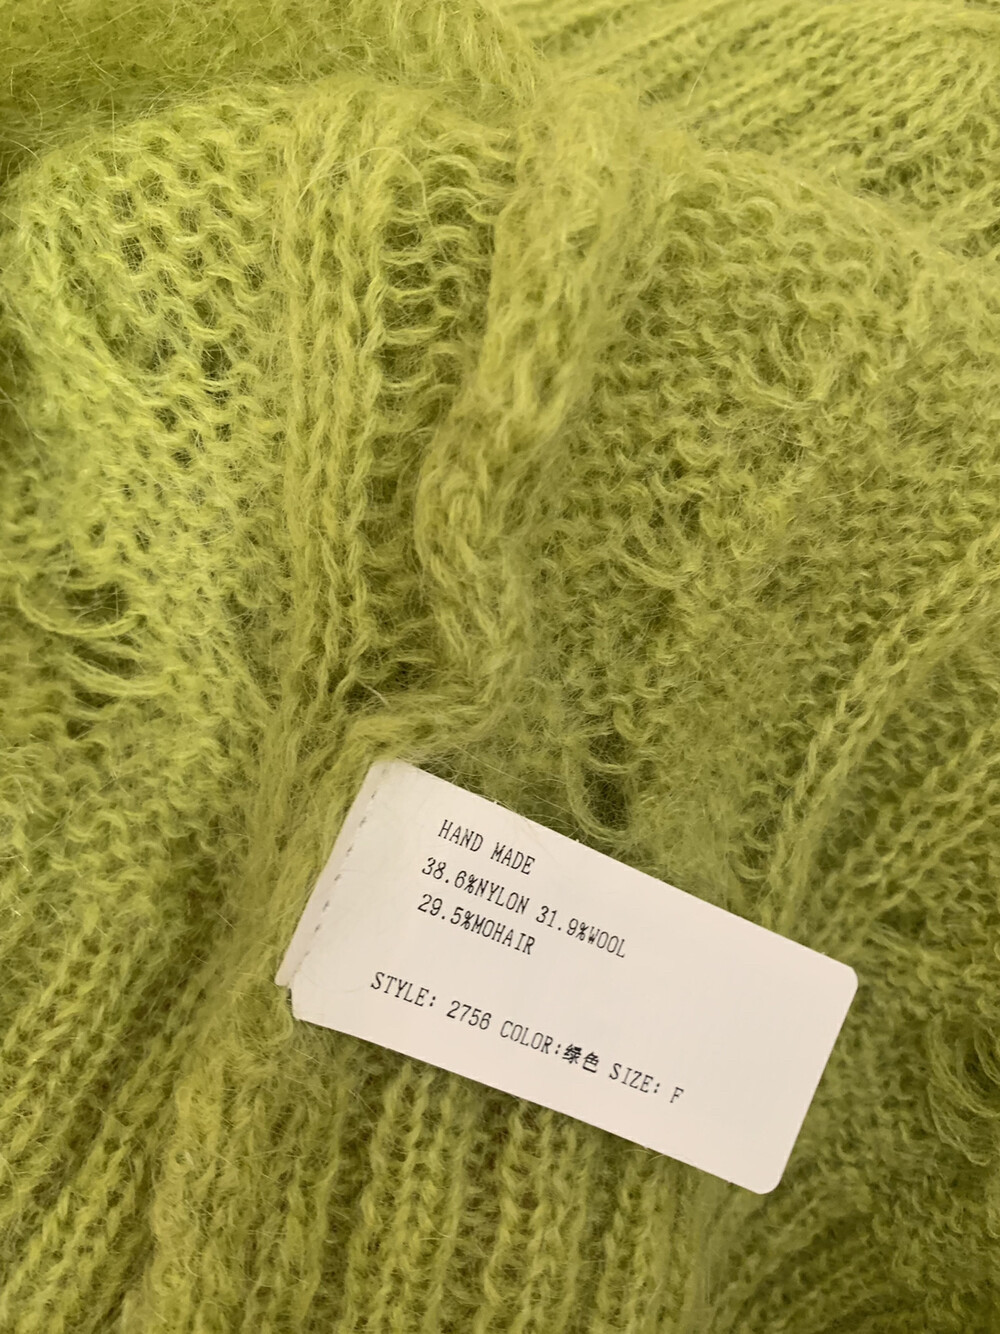 HAND MADE
38.6%NYLON 31.9%WOOL
29.5%MOHAIR
STYLE: 2756 COLOR:绿色 SIZE: F